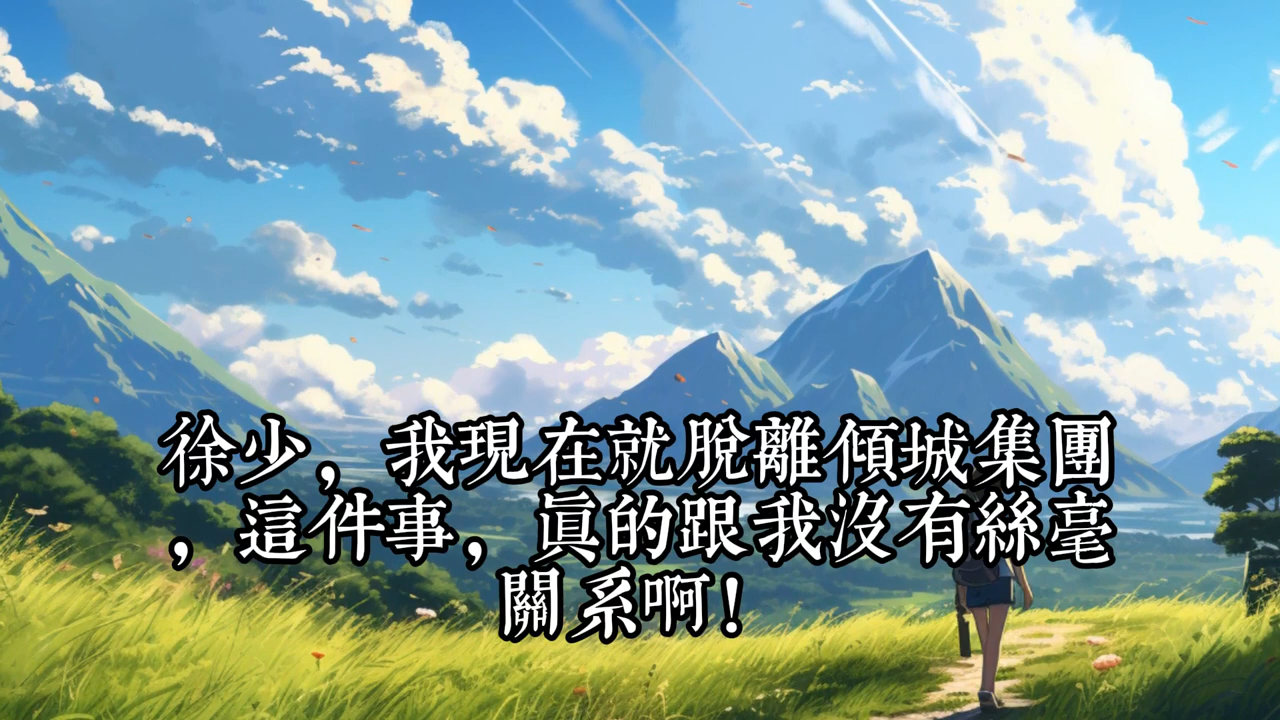 徐少，我現在就脫離傾城集團
，這件事，眞的跟我沒有絲毫
關系啊！